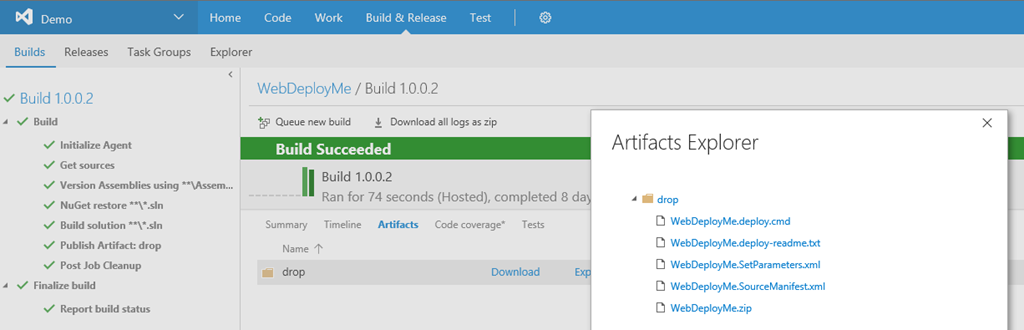 Demo Home Code Work Build & Release Test
Builds Releases Task Groups Explorer
Build 1.0.0.2
Build
Initialize Agent
Get sources
Version Assemblies using **\Assem...
NuGet restore **\*.sln
Build solution **\*.sln
Publish Artifact: drop
Post Job Cleanup
Finalize build
Report build status
WebDeployMe / Build 1.0.0.2
Queue new build Download all logs as zip
Build Succeeded
Build 1.0.0.2
Ran for 74 seconds (Hosted), completed 8 day
Summary Timeline Artifacts Code coverage* Tests
Name
drop Download Exp
Artifacts Explorer
drop
WebDeployMe.deploy.cmd
WebDeployMe.deploy-readme.txt
WebDeployMe.SetParameters.xml
WebDeployMe.SourceManifest.xml
WebDeployMe.zip